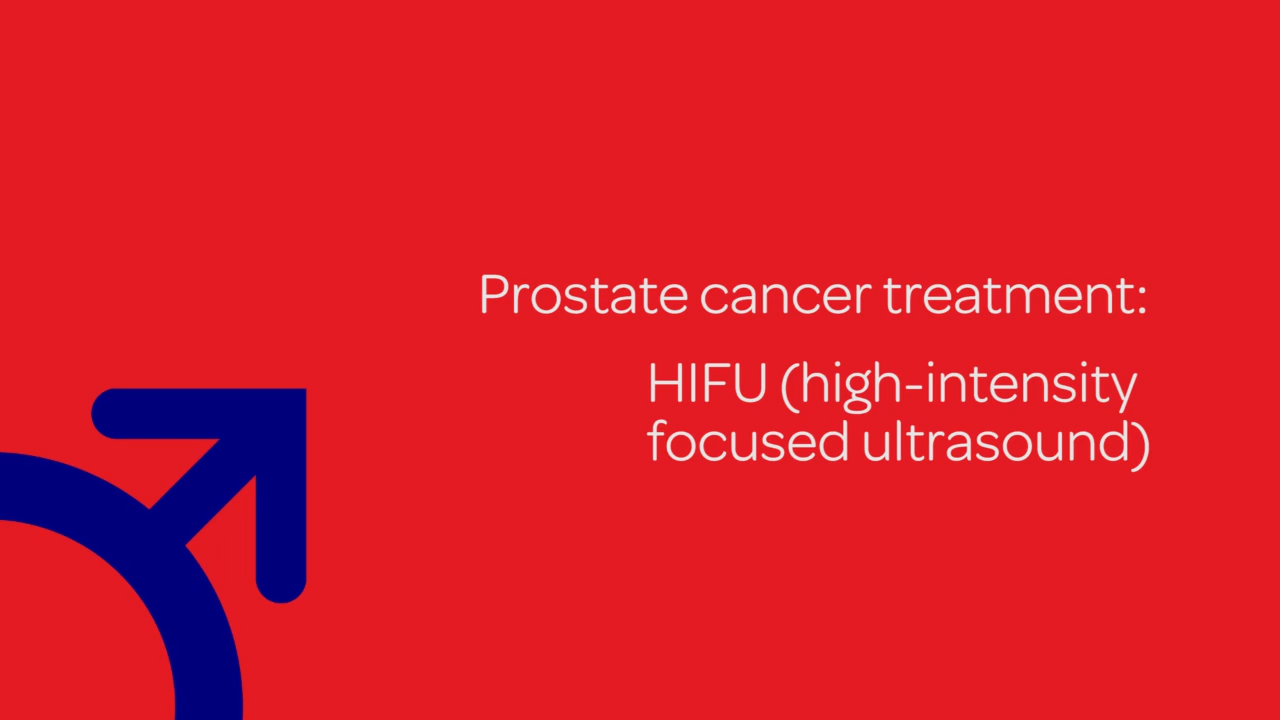 Prostate cancer treatment:
HIFU (high-intensity
focused ultrasound)